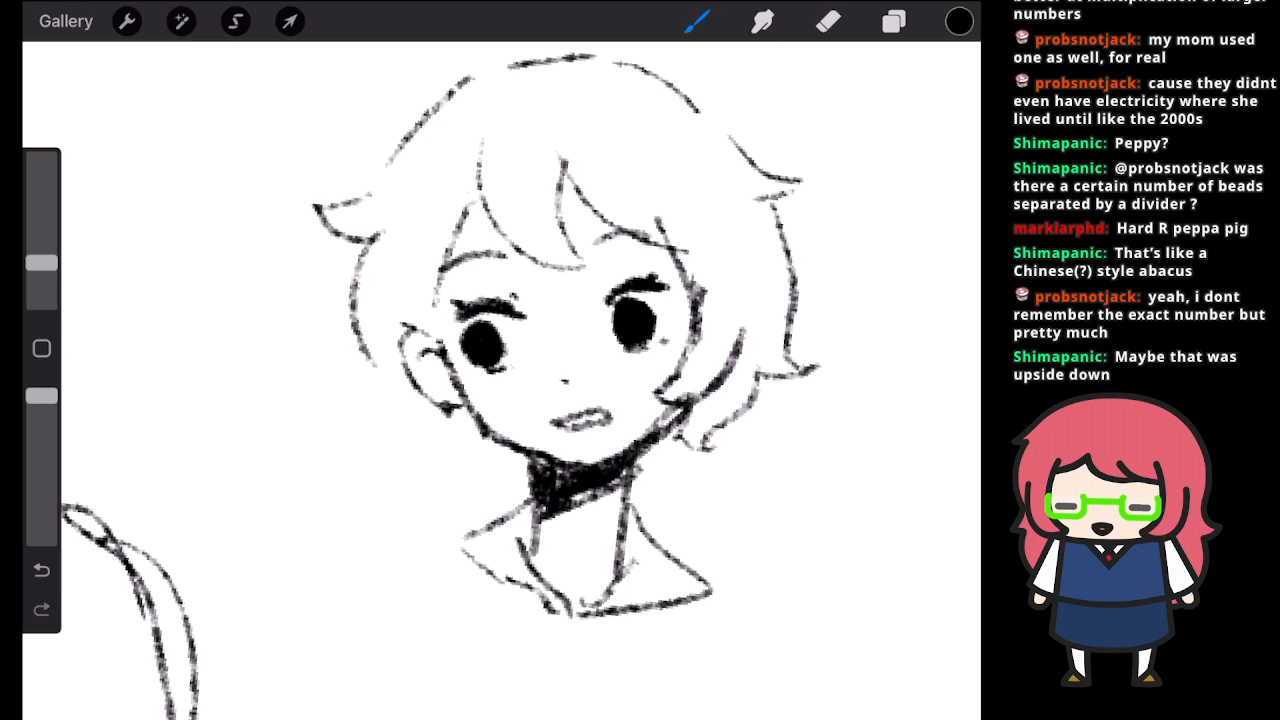 Gallery
numbers
probsnotjack: my mom used
one as well, for real
probsnotjack: cause they didnt
even have electricity where she
lived until like the 2000s
Shimapanic: Peppy?
Shimapanic: @probsnotjack was
there a certain number of beads
separated by a divider ?
marklarphd: Hard R peppa pig
Shimapanic: That's like a
Chinese(?) style abacus
probsnotjack: yeah, i dont
remember the exact number but
pretty much
Shimapanic: Maybe that was
upside down